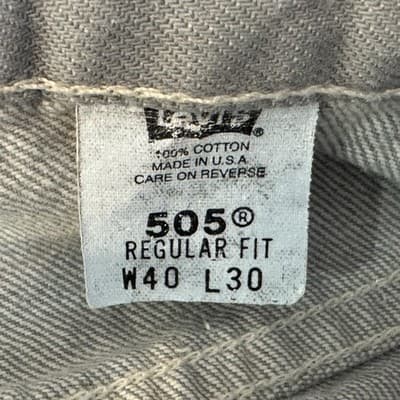 Levi's ®
100% COTTON
MADE IN U.S.A
CARE ON REVERSE
505®
REGULAR FIT
W40 L30